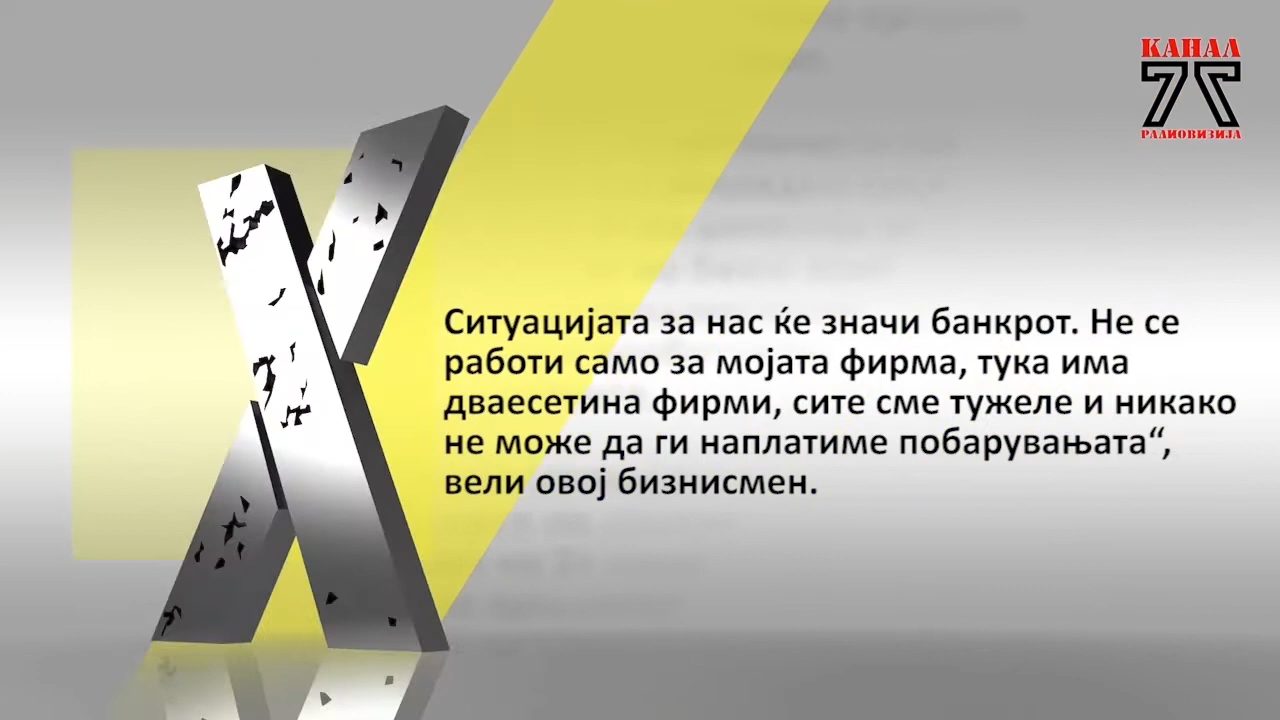 КАНАЛ
77
РАДИОВИЗИЈА
Ситуацијата за нас ќе значи банкрот. Не се
работи само за мојата фирма, тука има
дваесетина фирми, сите сме тужеле и никако
не може да ги наплатиме побарувањата“,
вели овој бизнисмен.